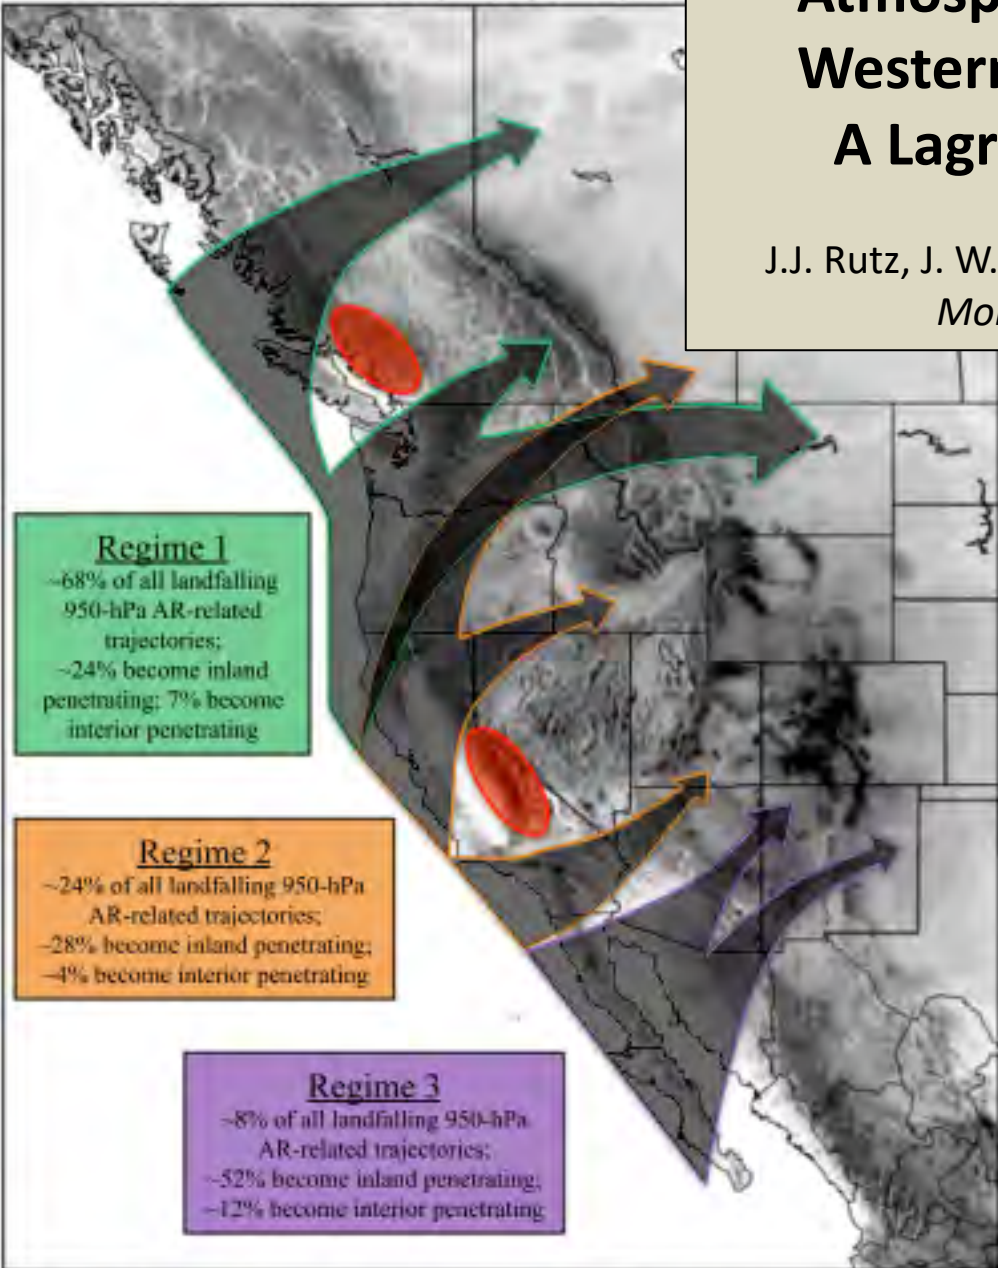 Atmosp
Western
A Lagr
J.J. Rutz, J. W.
Mon
Regime 1
~68% of all landfalling
950-hPa AR-related
trajectories;
~24% become inland
penetrating; 7% become
interior penetrating
Regime 2
~24% of all landfalling 950-hPa
AR-related trajectories;
~28% become inland penetrating;
~4% become interior penetrating
Regime 3
~8% of all landfalling 950-hPa
AR-related trajectories;
~52% become inland penetrating;
~12% become interior penetrating